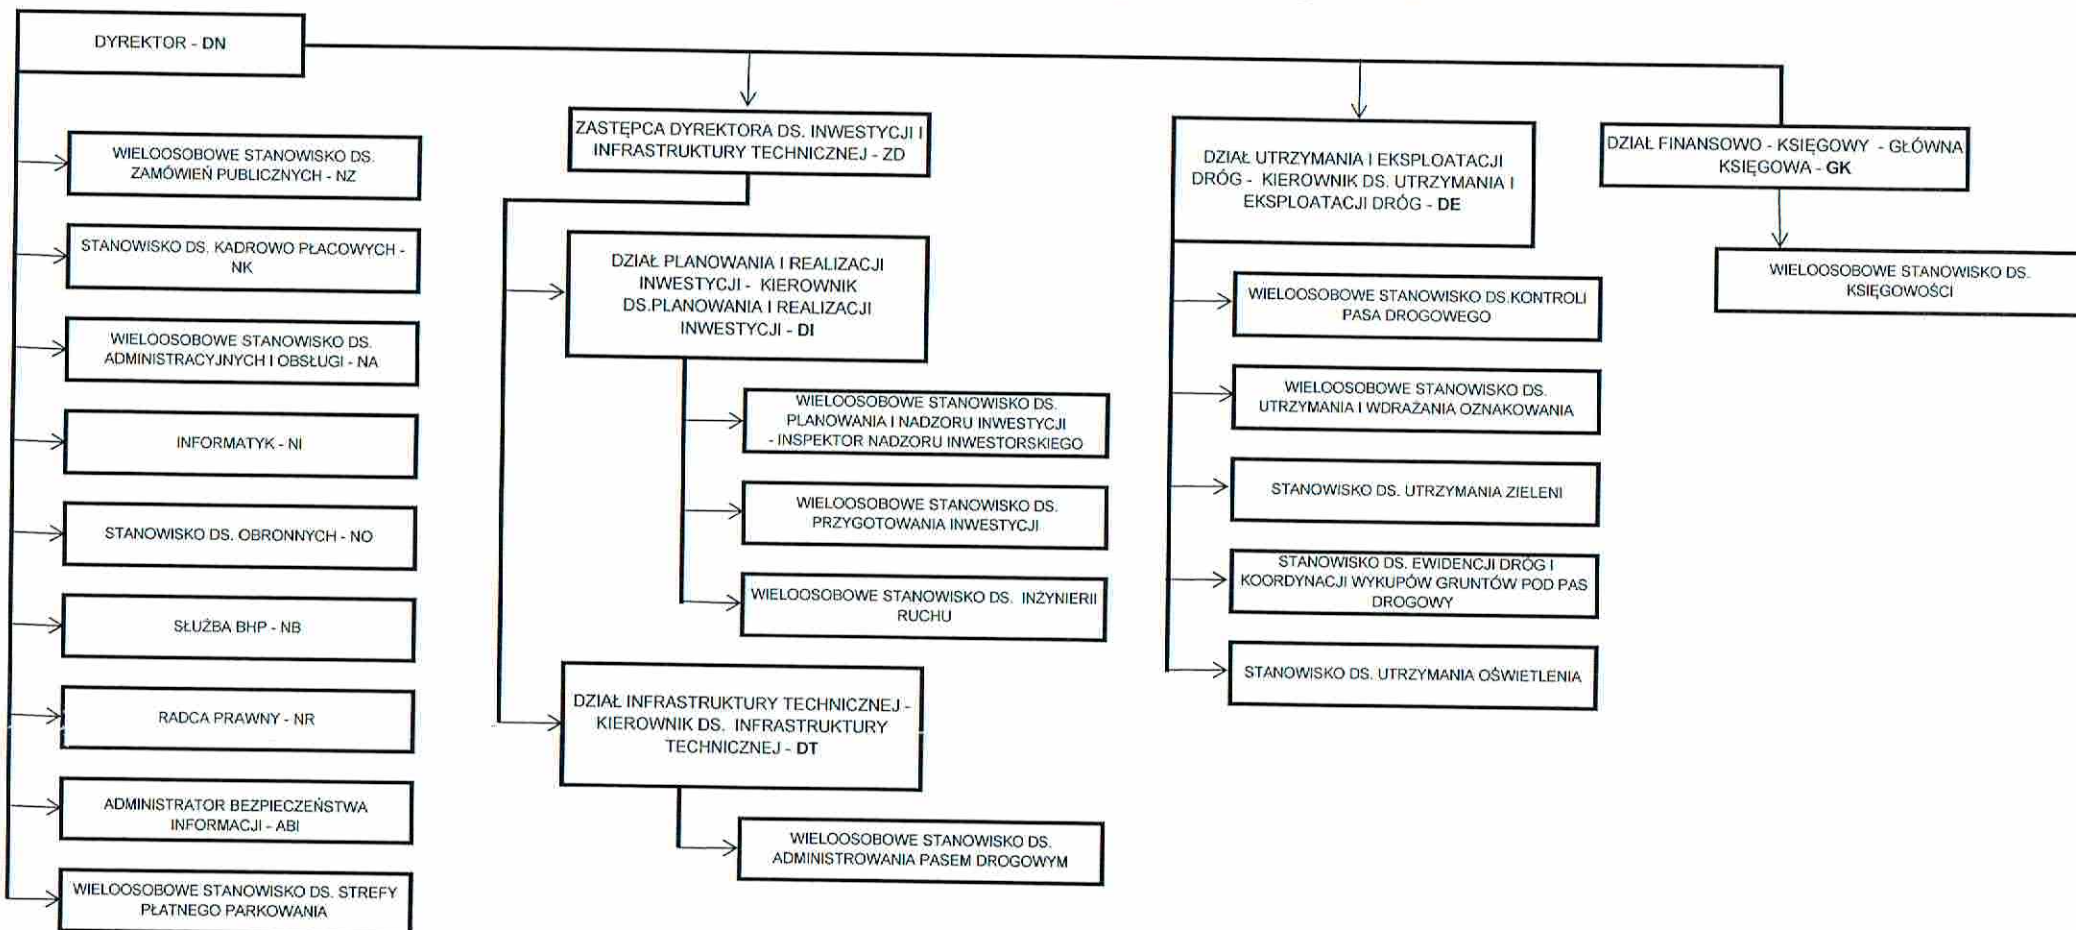 DYREKTOR - DN
WIELOOSOBOWE STANOWISKO DS.
ZAMÓWIEŃ PUBLICZNYCH - NZ
STANOWISKO DS. KADROWO PŁACOWYCH -
NK
WIELOOSOBOWE STANOWISKO DS.
ADMINISTRACYJNYCH I OBSŁUGI - NA
INFORMATYK - NI
STANOWISKO DS. OBRONNYCH - NO
SŁUŻBA BHP - NB
RADCA PRAWNY - NR
ADMINISTRATOR BEZPIECZEŃSTWA
INFORMACJI - ABI
WIELOOSOBOWE STANOWISKO DS. STREFY
PŁATNEGO PARKOWANIA
ZASTĘPCA DYREKTORA DS. INWESTYCJI I
INFRASTRUKTURY TECHNICZNEJ - ZD
DZIAŁ PLANOWANIA I REALIZACJI
INWESTYCJI - KIEROWNIK
DS.PLANOWANIA I REALIZACJI
INWESTYCJI - DI
WIELOOSOBOWE STANOWISKO DS.
PLANOWANIA I NADZORU INWESTYCJI
- INSPEKTOR NADZORU INWESTORSKIEGO
WIELOOSOBOWE STANOWISKO DS.
PRZYGOTOWANIA INWESTYCJI
WIELOOSOBOWE STANOWISKO DS. INŻYNIERII
RUCHU
DZIAŁ INFRASTRUKTURY TECHNICZNEJ -
KIEROWNIK DS. INFRASTRUKTURY
TECHNICZNEJ - DT
WIELOOSOBOWE STANOWISKO DS.
ADMINISTROWANIA PASEM DROGOWYM
DZIAŁ UTRZYMANIA I EKSPLOATACJI
DRÓG - KIEROWNIK DS. UTRZYMANIA I
EKSPLOATACJI DRÓG - DE
WIELOOSOBOWE STANOWISKO DS.KONTROLI
PASA DROGOWEGO
WIELOOSOBOWE STANOWISKO DS.
UTRZYMANIA I WDRAŻANIA OZNAKOWANIA
STANOWISKO DS. UTRZYMANIA ZIELENI
STANOWISKO DS. EWIDENCJI DRÓG I
KOORDYNACJI WYKUPÓW GRUNTÓW POD PAS
DROGOWY
STANOWISKO DS. UTRZYMANIA OŚWIETLENIA
DZIAŁ FINANSOWO - KSIĘGOWY - GŁÓWNA
KSIĘGOWA - GK
WIELOOSOBOWE STANOWISKO DS.
KSIĘGOWOŚCI